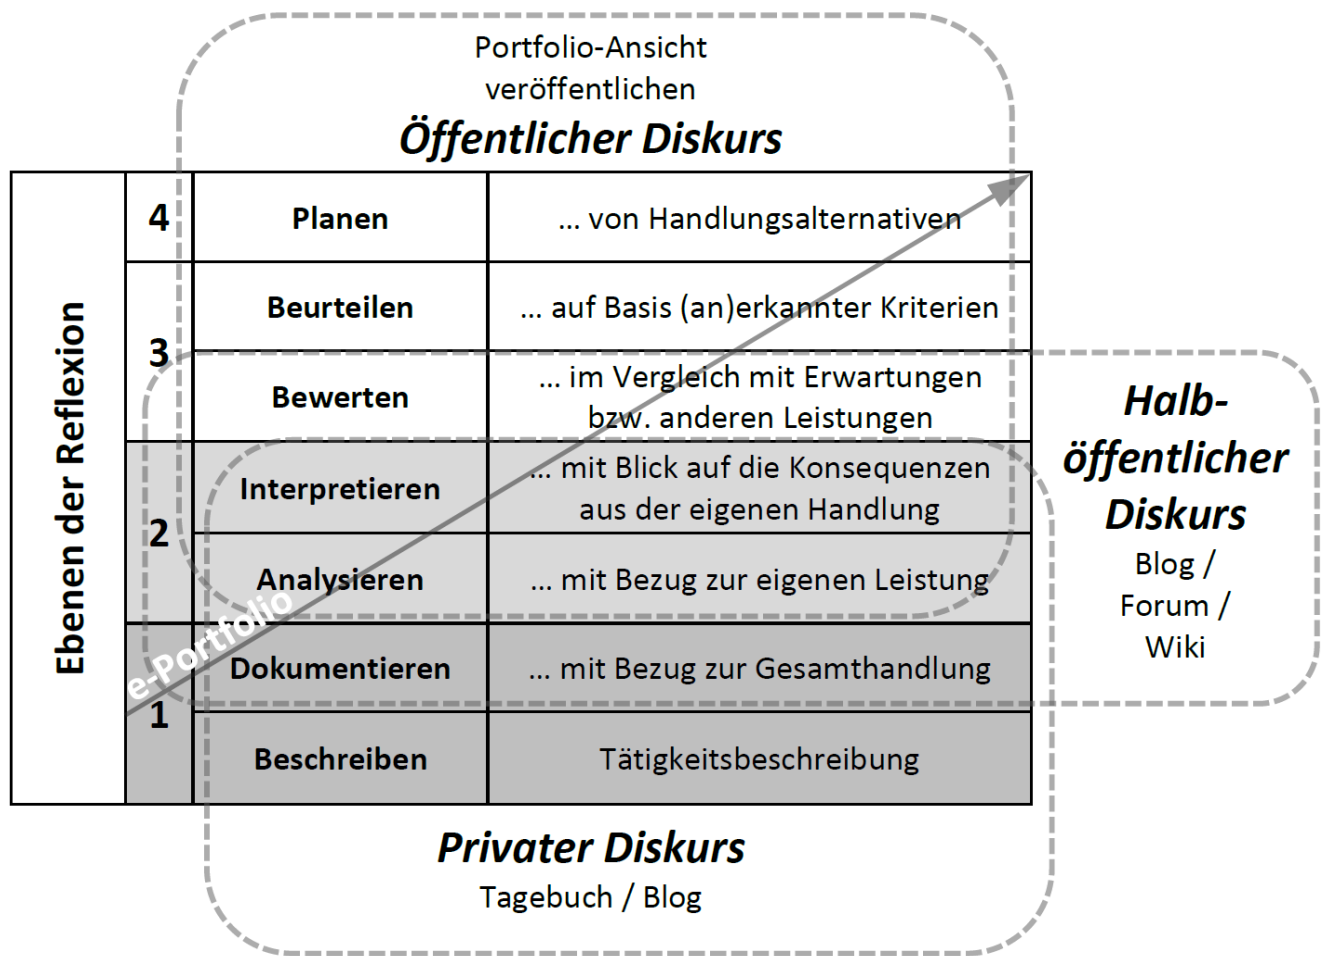 Portfolio-Ansicht
veröffentlichen
Öffentlicher Diskurs
Ebenen der Reflexion
4
Planen
... von Handlungsalternativen
3
Beurteilen
... auf Basis (an)erkannter Kriterien
Bewerten
... im Vergleich mit Erwartungen
bzw. anderen Leistungen
2
Interpretieren
... mit Blick auf die Konsequenzen
aus der eigenen Handlung
Analysieren
... mit Bezug zur eigenen Leistung
e-Portfolio
1
Dokumentieren
... mit Bezug zur Gesamthandlung
Beschreiben
Tätigkeitsbeschreibung
Halb-
öffentlicher
Diskurs
Blog /
Forum /
Wiki
Privater Diskurs
Tagebuch / Blog